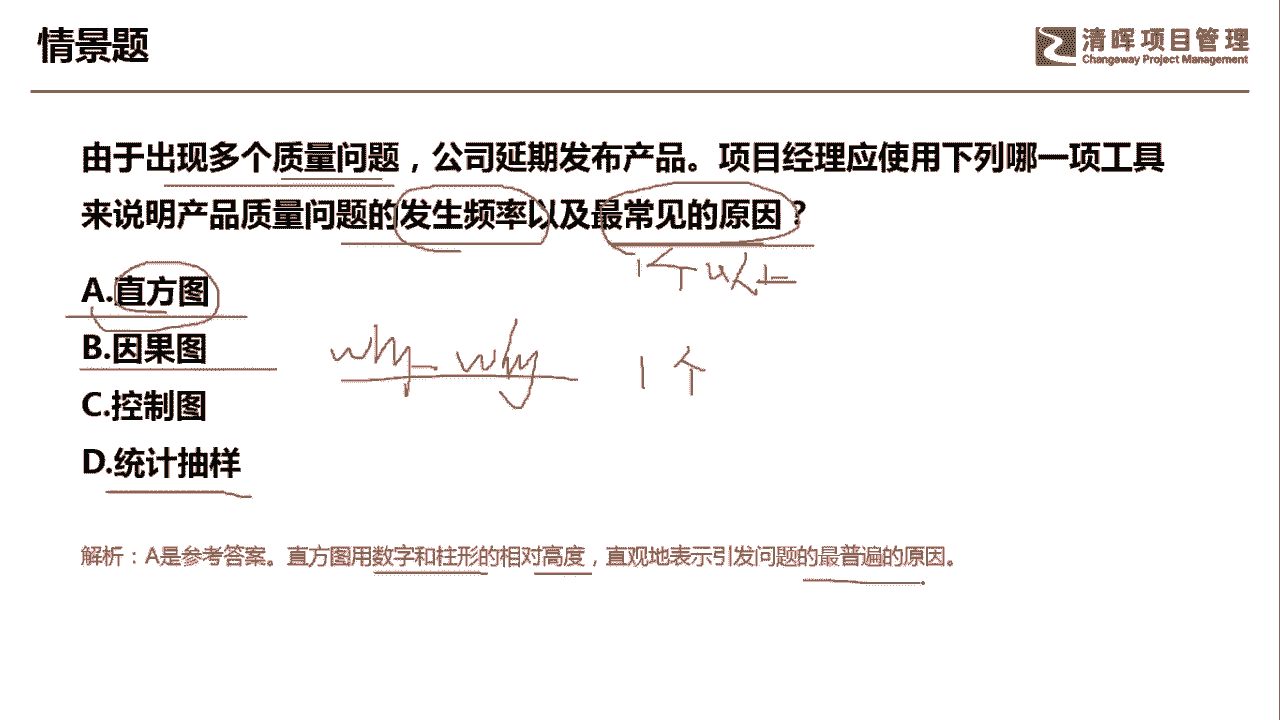 情景题
清晖项目管理
Changeway Project Management
由于出现多个质量问题，公司延期发布产品。项目经理应使用下列哪一项工具
来说明产品质量问题的发生频率以及最常见的原因？
A.直方图
B.因果图
why-why
1个
C.控制图
D.统计抽样
解析：A是参考答案。直方图用数字和柱形的相对高度，直观地表示引发问题的最普遍的原因。